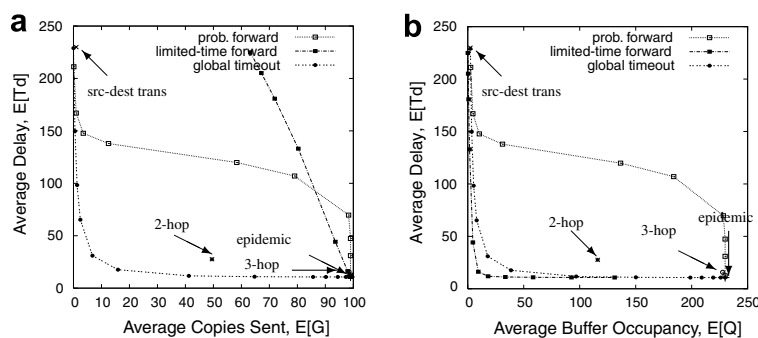 a
250
200
150
100
50
0
Average Delay, E[Td]
prob. forward
limited-time forward
global timeout
src-dest trans
2-hop
epidemic
3-hop
0 10 20 30 40 50 60 70 80 90 100
Average Copies Sent, E[G]
b
250
200
150
100
50
0
Average Delay, E[Td]
prob. forward
limited-time forward
global timeout
src-dest trans
2-hop
3-hop
epidemic
0 50 100 150 200 250
Average Buffer Occupancy, E[Q]